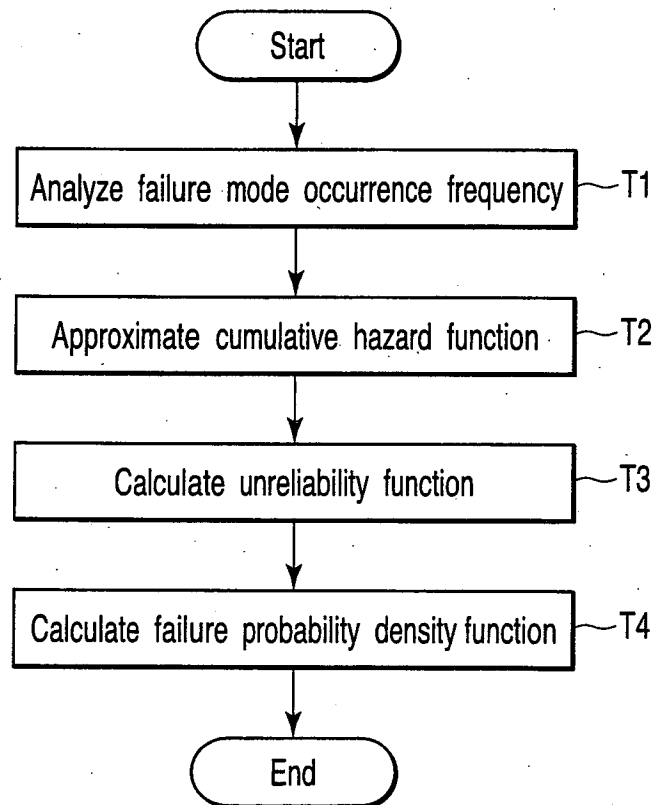 Start
Analyze failure mode occurrence frequency T1
Approximate cumulative hazard function T2
Calculate unreliability function T3
Calculate failure probability density function T4
End